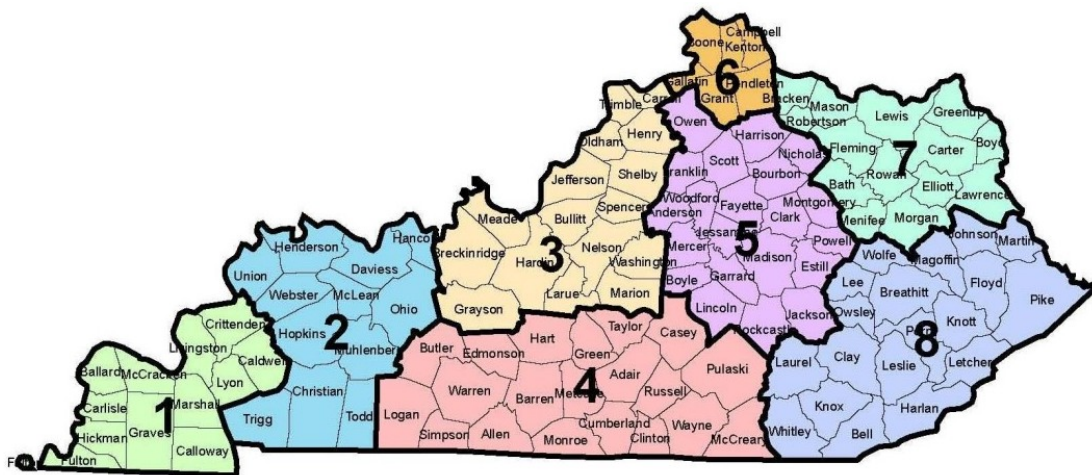 Boone
Campbell
Kenton
6
Gallatin
Grant
Pendleton
Trimble
Carroll
Owen
Bracken
Mason
Robertson
Lewis
Greenup
Henry
Oldham
Harrison
Nicholas
Fleming
7
Carter
Boyd
Jefferson
Shelby
Franklin
Scott
Bourbon
Rowan
Bath
Elliott
Lawrence
Spencer
Woodford
Anderson
Fayette
Montgomery
Clark
Menifee
Morgan
Meade
Bullitt
Jessamine
5
Powell
Johnson
Martin
Breckinridge
Hardin
3
Nelson
Washington
Mercer
Madison
Estill
Wolfe
Magoffin
Henderson
Hancock
Daviess
Boyle
Garrard
Lee
Breathitt
Floyd
Pike
Union
Webster
McLean
Ohio
Larue
Marion
Lincoln
Jackson
Owsley
Knott
Grayson
Rockcastle
Perry
8
Crittenden
Hopkins
2
Muhlenberg
Butler
Edmonson
Hart
Taylor
Casey
Green
Laurel
Clay
Leslie
Letcher
Livingston
Caldwell
Lyon
Ballard
McCracken
Christian
Warren
Barren
Metcalfe
4
Adair
Russell
Pulaski
Carlisle
1
Marshall
Graves
Trigg
Todd
Logan
Knox
Harlan
Hickman
Calloway
Simpson
Allen
Monroe
Cumberland
Clinton
Wayne
McCreary
Whitley
Bell
Fulton
Fulton